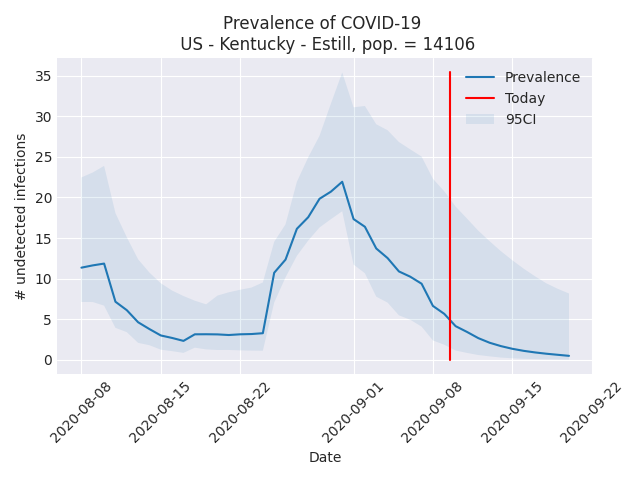 Prevalence of COVID-19
US - Kentucky - Estill, pop. = 14106
Prevalence
Today
95CI
# undetected infections
35
30
25
20
15
10
5
0
2020-08-08
2020-08-15
2020-08-22
2020-09-01
2020-09-08
2020-09-15
2020-09-22
Date